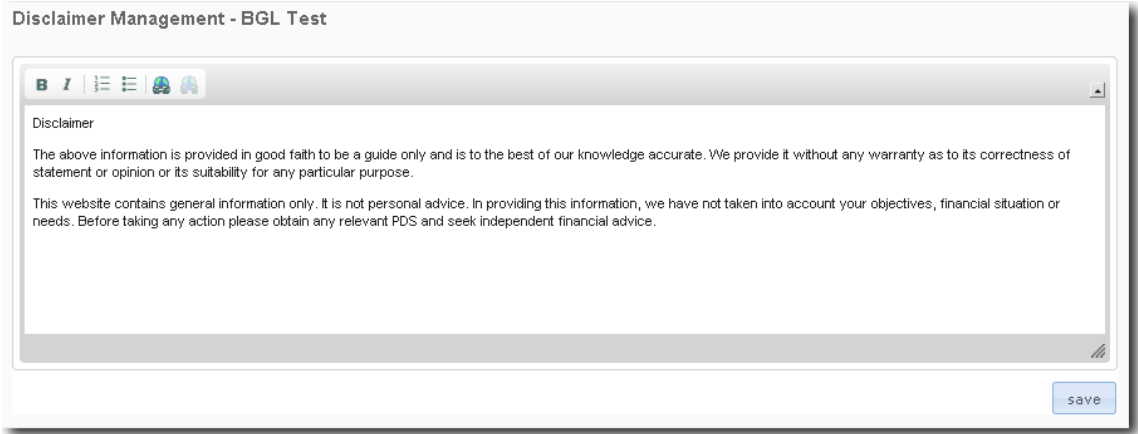 Disclaimer Management - BGL Test
B I
Disclaimer
The above information is provided in good faith to be a guide only and is to the best of our knowledge accurate. We provide it without any warranty as to its correctness of
statement or opinion or its suitability for any particular purpose.
This website contains general information only. It is not personal advice. In providing this information, we have not taken into account your objectives, financial situation or
needs. Before taking any action please obtain any relevant PDS and seek independent financial advice.
save